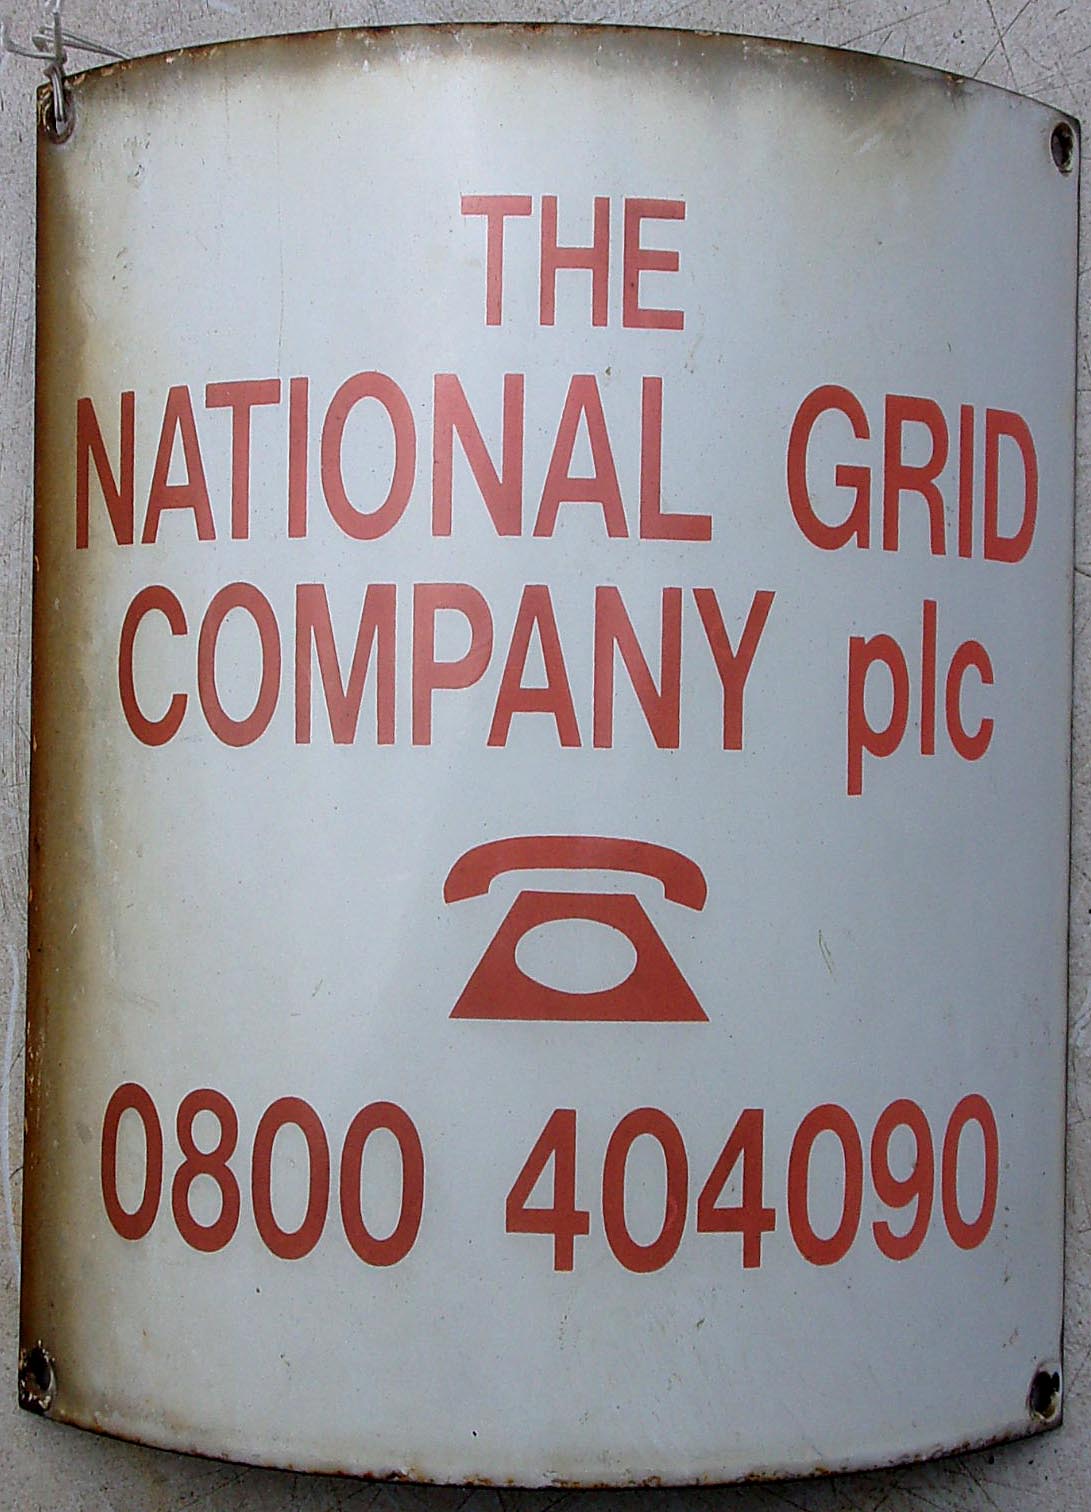 THE
NATIONAL GRID
COMPANY plc
0800 404090